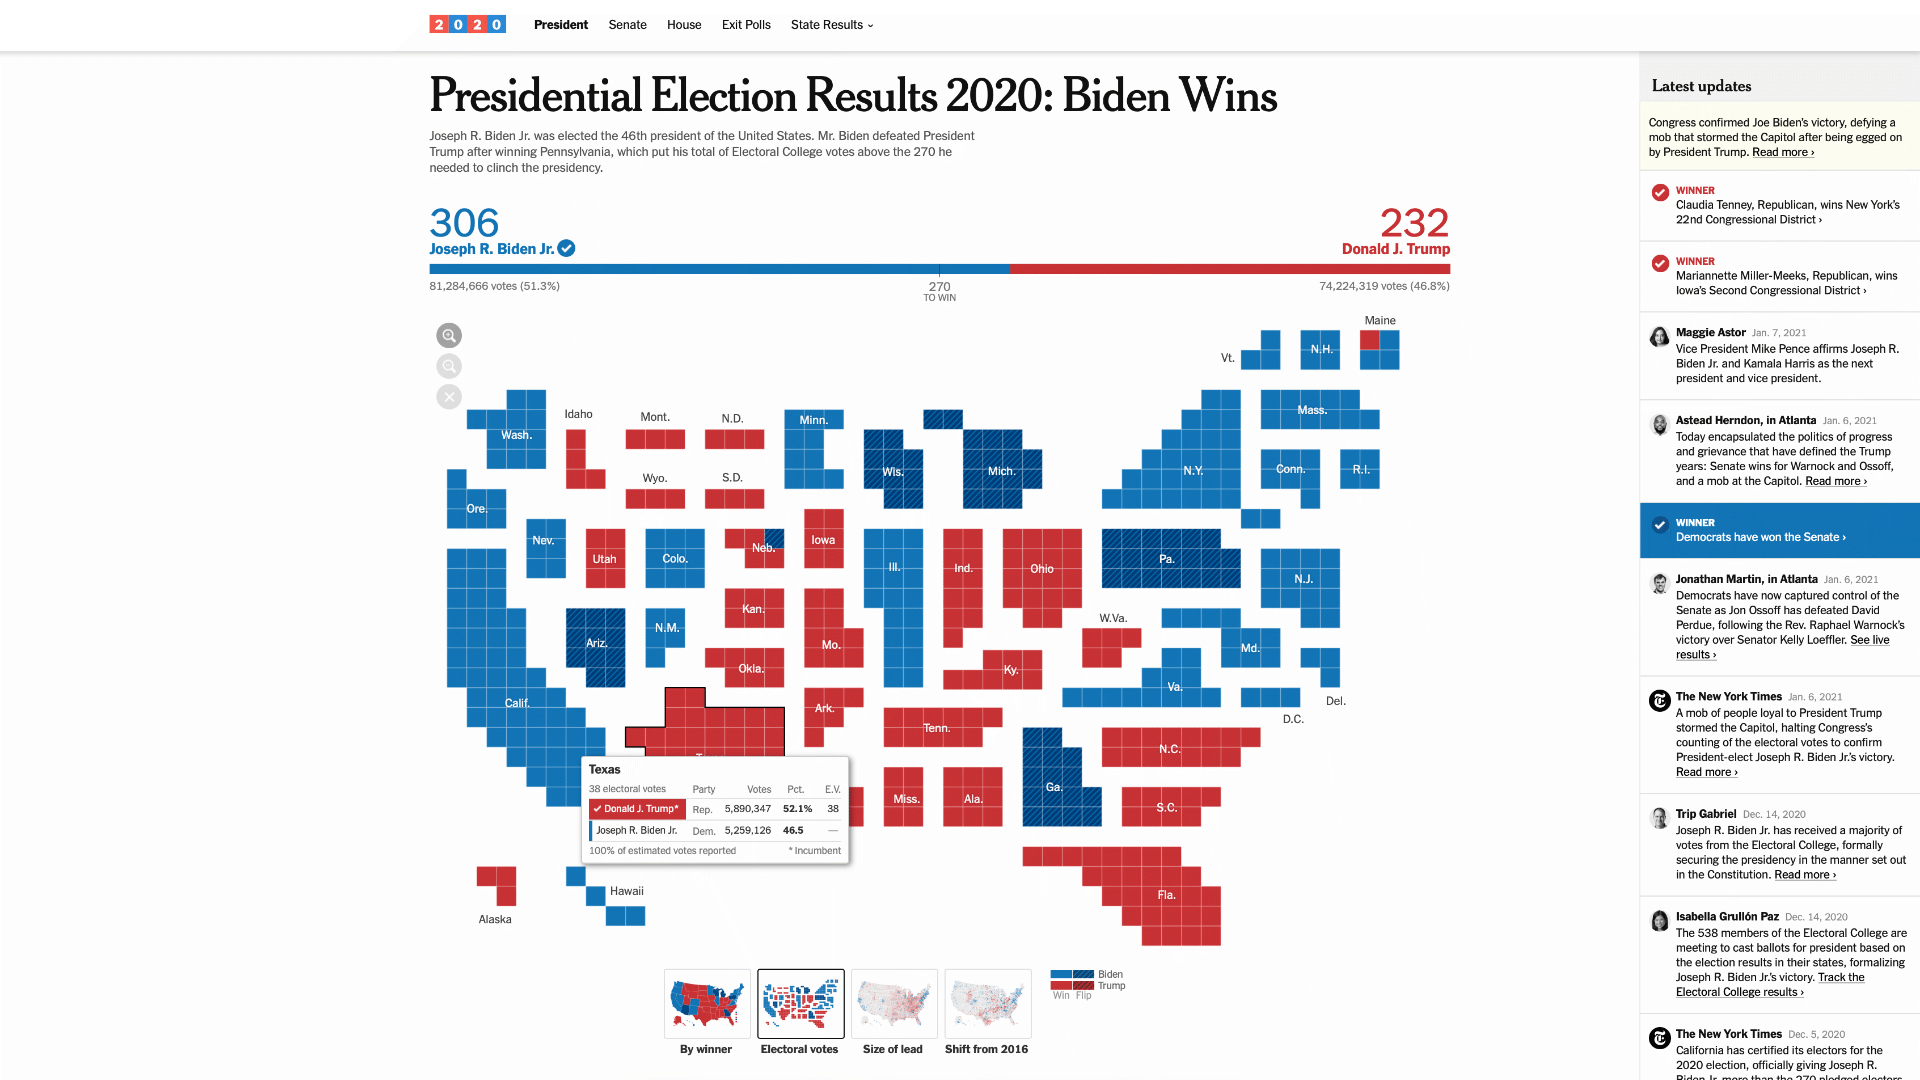 2020
President Senate House Exit Polls State Results
Presidential Election Results 2020: Biden Wins
Joseph R. Biden Jr. was elected the 46th president of the United States. Mr. Biden defeated President
Trump after winning Pennsylvania, which put his total of Electoral College votes above the 270 he
needed to clinch the presidency.
306
Joseph R. Biden Jr.
232
Donald J. Trump
81,284,666 votes (51.3%)
270
TO WIN
74,224,319 votes (46.8%)
Maine
Vt.
N.H.
Idaho
Mont.
N.D.
Minn.
Mass.
Wash.
Wis.
Mich.
N.Y.
Conn.
R.I.
Wyo.
S.D.
Ore.
Nev.
Utah
Colo.
Neb.
Iowa
Ill.
Ind.
Ohio
Pa.
N.J.
Kan.
W.Va.
Ariz.
N.M.
Mo.
Md.
Okla.
Ky.
Va.
Del.
Calif.
Ark.
Tenn.
D.C.
N.C.
Texas
38 electoral votes Party Votes Pct. E.V.
✓ Donald J. Trump* Rep. 5,890,347 52.1% 38
Joseph R. Biden Jr. Dem. 5,259,126 46.5 —
100% of estimated votes reported * Incumbent
Miss.
Ala.
Ga.
S.C.
Fla.
Hawaii
Alaska
By winner
Electoral votes
Size of lead
Shift from 2016
Biden
Trump
Win Flip
Latest updates
Congress confirmed Joe Biden’s victory, defying a
mob that stormed the Capitol after being egged on
by President Trump. Read more ›
WINNER
Claudia Tenney, Republican, wins New York’s
22nd Congressional District ›
WINNER
Mariannette Miller-Meeks, Republican, wins
Iowa’s Second Congressional District ›
Maggie Astor Jan. 7, 2021
Vice President Mike Pence affirms Joseph R.
Biden Jr. and Kamala Harris as the next
president and vice president.
Astead Herndon, in Atlanta Jan. 6, 2021
Today encapsulated the politics of progress
and grievance that have defined the Trump
years: Senate wins for Warnock and Ossoff,
and a mob at the Capitol. Read more ›
WINNER
Democrats have won the Senate ›
Jonathan Martin, in Atlanta Jan. 6, 2021
Democrats have now captured control of the
Senate as Jon Ossoff has defeated David
Perdue, following the Rev. Raphael Warnock’s
victory over Senator Kelly Loeffler. See live
results ›
The New York Times Jan. 6, 2021
A mob of people loyal to President Trump
stormed the Capitol, halting Congress’s
counting of the electoral votes to confirm
President-elect Joseph R. Biden Jr.’s victory.
Read more ›
Trip Gabriel Dec. 14, 2020
Joseph R. Biden Jr. has received a majority of
votes from the Electoral College, formally
securing the presidency in the manner set out
in the Constitution. Read more ›
Isabella Grullón Paz Dec. 14, 2020
The 538 members of the Electoral College are
meeting to cast ballots for president based on
the election results in their states, formalizing
Joseph R. Biden Jr.’s victory. Track the
Electoral College results ›
The New York Times Dec. 5, 2020
California has certified its electors for the
2020 election, officially giving Joseph R.
Biden Jr. more than the 270 pledged electors